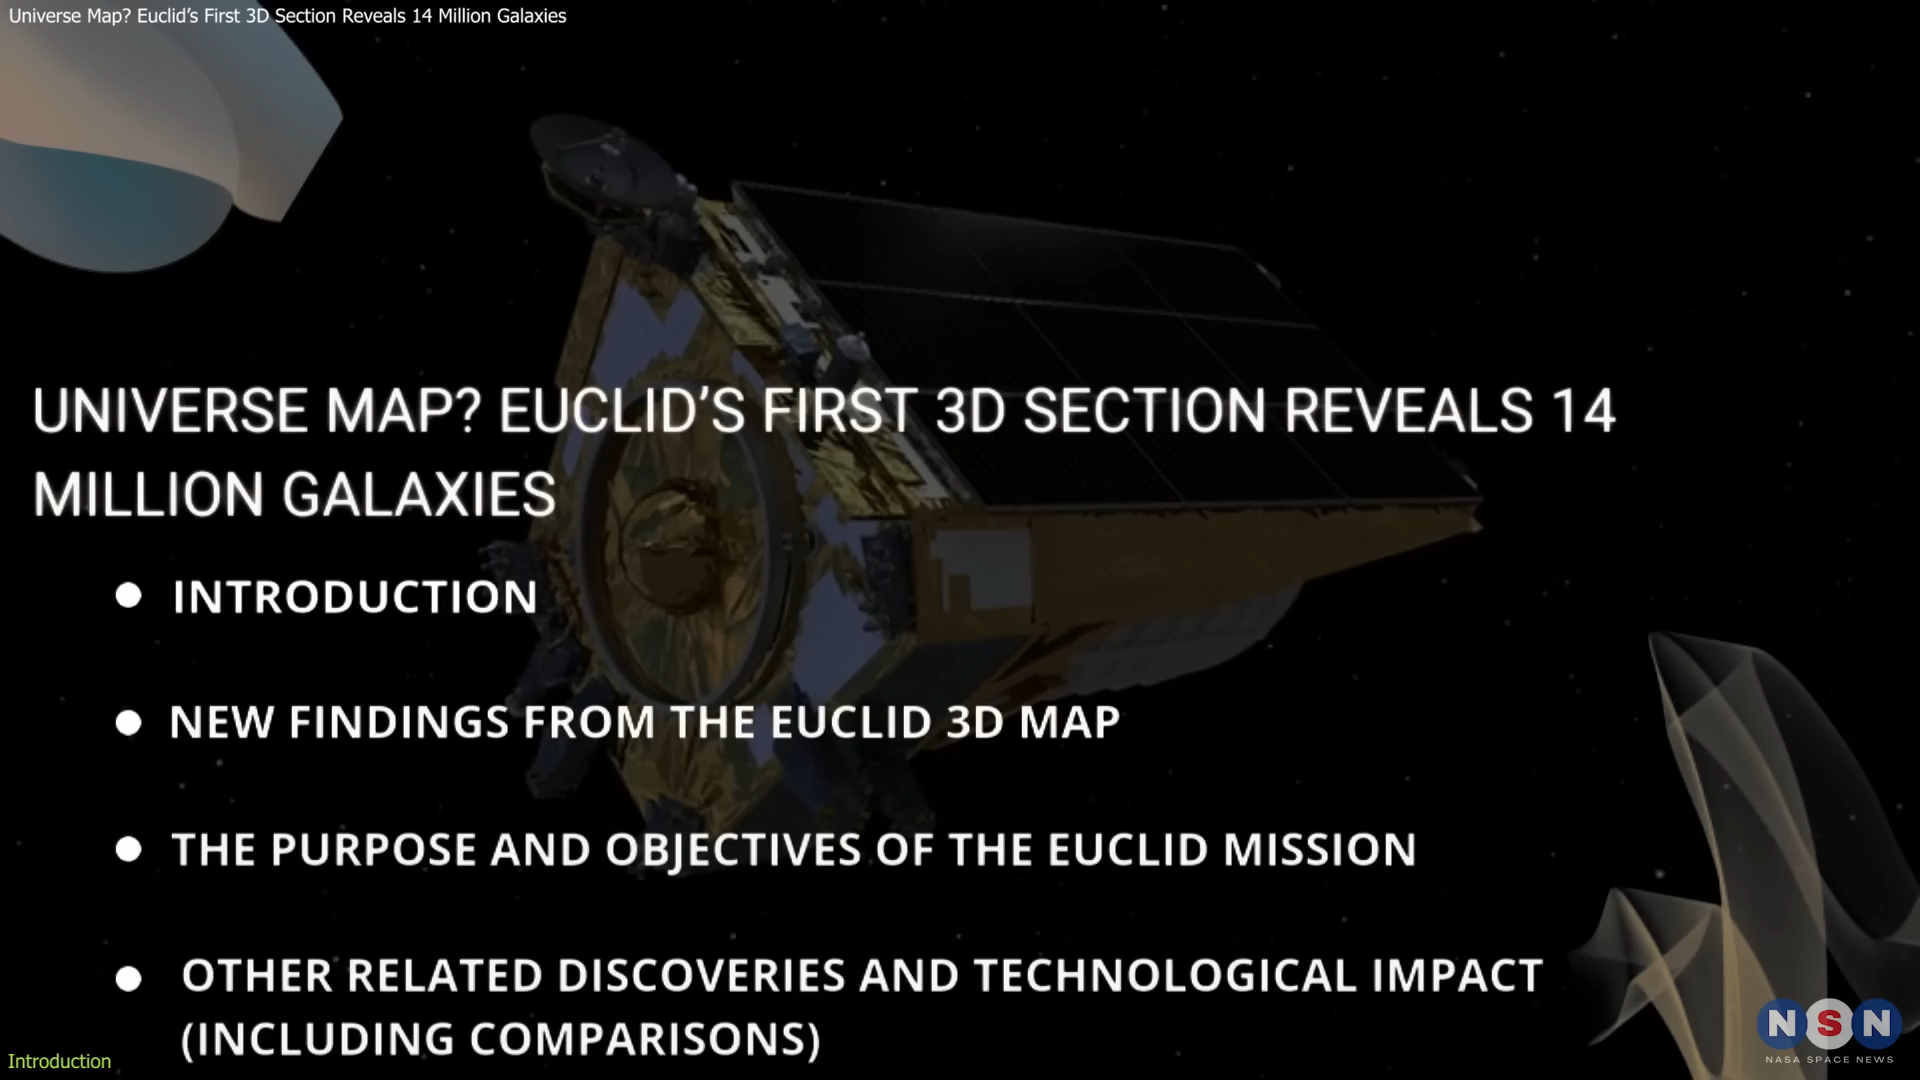 Universe Map? Euclid’s First 3D Section Reveals 14 Million Galaxies
UNIVERSE MAP? EUCLID’S FIRST 3D SECTION REVEALS 14
MILLION GALAXIES
INTRODUCTION
NEW FINDINGS FROM THE EUCLID 3D MAP
THE PURPOSE AND OBJECTIVES OF THE EUCLID MISSION
OTHER RELATED DISCOVERIES AND TECHNOLOGICAL IMPACT
(INCLUDING COMPARISONS)
NSN
NASA SPACE NEWS
Introduction